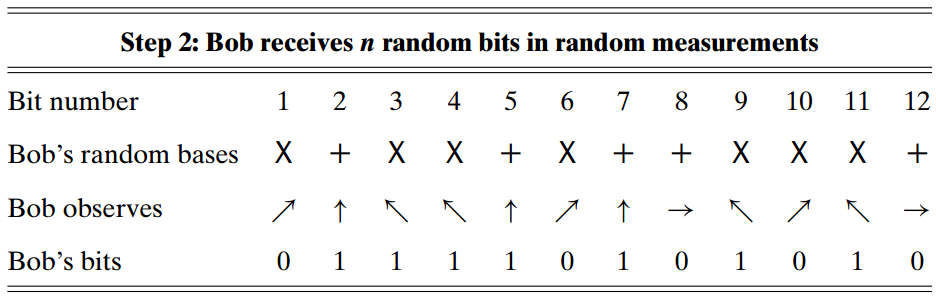 Step 2: Bob receives n random bits in random measurements
Bit number 1 2 3 4 5 6 7 8 9 10 11 12
Bob's random bases X + X X + X + + X X X +
Bob observes ↗ ↑ ↖ ↖ ↑ ↗ ↑ → ↖ ↗ ↖ →
Bob's bits 0 1 1 1 1 0 1 0 1 0 1 0